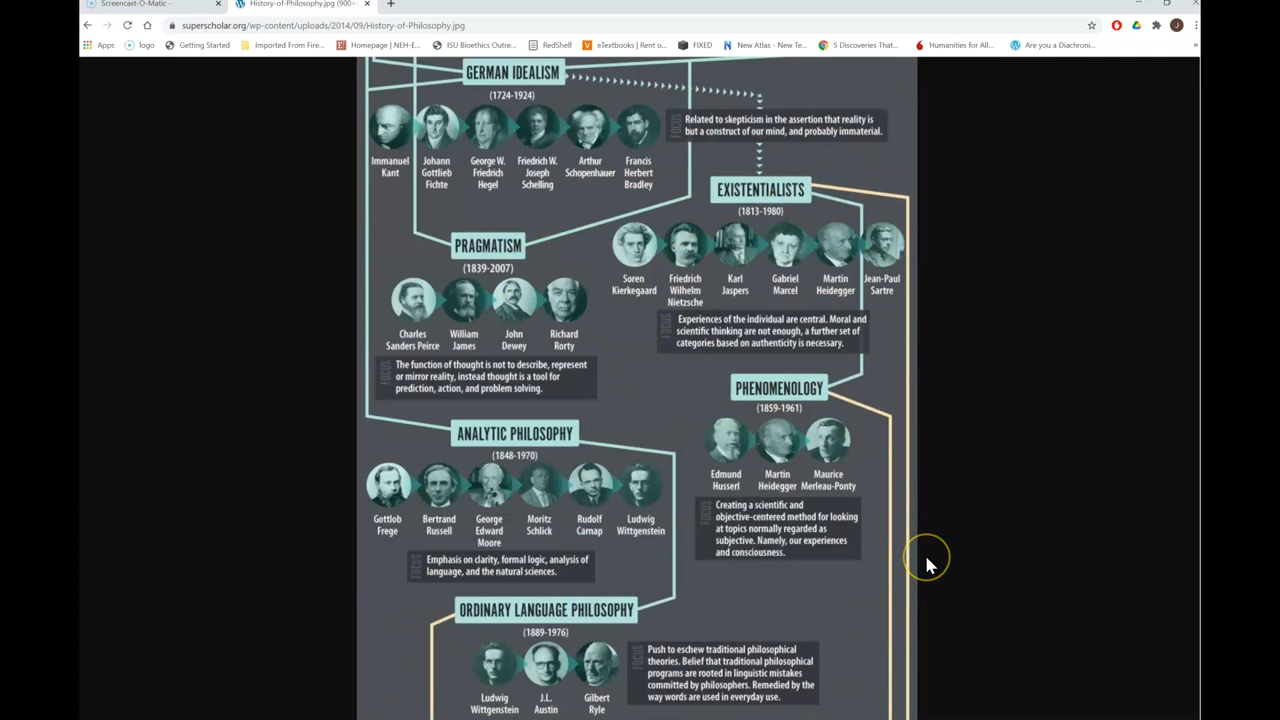 Screencast-O-Matic -
History-of-Philosophy.jpg (900×
superscholar.org/wp-content/uploads/2014/09/History-of-Philosophy.jpg
Apps logo Getting Started Imported From Fire... Homepage | NEH-E... ISU Bioethics Outre... RedShelf eTextbooks | Rent o... FIXED New Atlas - New Te... 5 Discoveries That... Humanities for All... Are you a Diachroni...
GERMAN IDEALISM
(1724-1924)
Immanuel
Kant
Johann
Gottlieb
Fichte
George W.
Friedrich
Hegel
Friedrich W.
Joseph
Schelling
Arthur
Schopenhauer
Francis
Herbert
Bradley
FOCUS
Related to skepticism in the assertion that reality is
but a construct of our mind, and probably immaterial.
EXISTENTIALISTS
(1813-1980)
Soren
Kierkegaard
Friedrich
Wilhelm
Nietzsche
Karl
Jaspers
Gabriel
Marcel
Martin
Heidegger
Jean-Paul
Sartre
FOCUS
Experiences of the individual are central. Moral and
scientific thinking are not enough, a further set of
categories based on authenticity is necessary.
PRAGMATISM
(1839-2007)
Charles
Sanders Peirce
William
James
John
Dewey
Richard
Rorty
FOCUS
The function of thought is not to describe, represent
or mirror reality, instead thought is a tool for
prediction, action, and problem solving.
PHENOMENOLOGY
(1859-1961)
Edmund
Husserl
Martin
Heidegger
Maurice
Merleau-Ponty
FOCUS
Creating a scientific and
objective-centered method for looking
at topics normally regarded as
subjective. Namely, our experiences
and consciousness.
ANALYTIC PHILOSOPHY
(1848-1970)
Gottlob
Frege
Bertrand
Russell
George
Edward
Moore
Moritz
Schlick
Rudolf
Carnap
Ludwig
Wittgenstein
FOCUS
Emphasis on clarity, formal logic, analysis of
language, and the natural sciences.
ORDINARY LANGUAGE PHILOSOPHY
(1889-1976)
Ludwig
Wittgenstein
J.L.
Austin
Gilbert
Ryle
FOCUS
Push to eschew traditional philosophical
theories. Belief that traditional philosophical
programs are rooted in linguistic mistakes
committed by philosophers. Remedied by the
way words are used in everyday use.